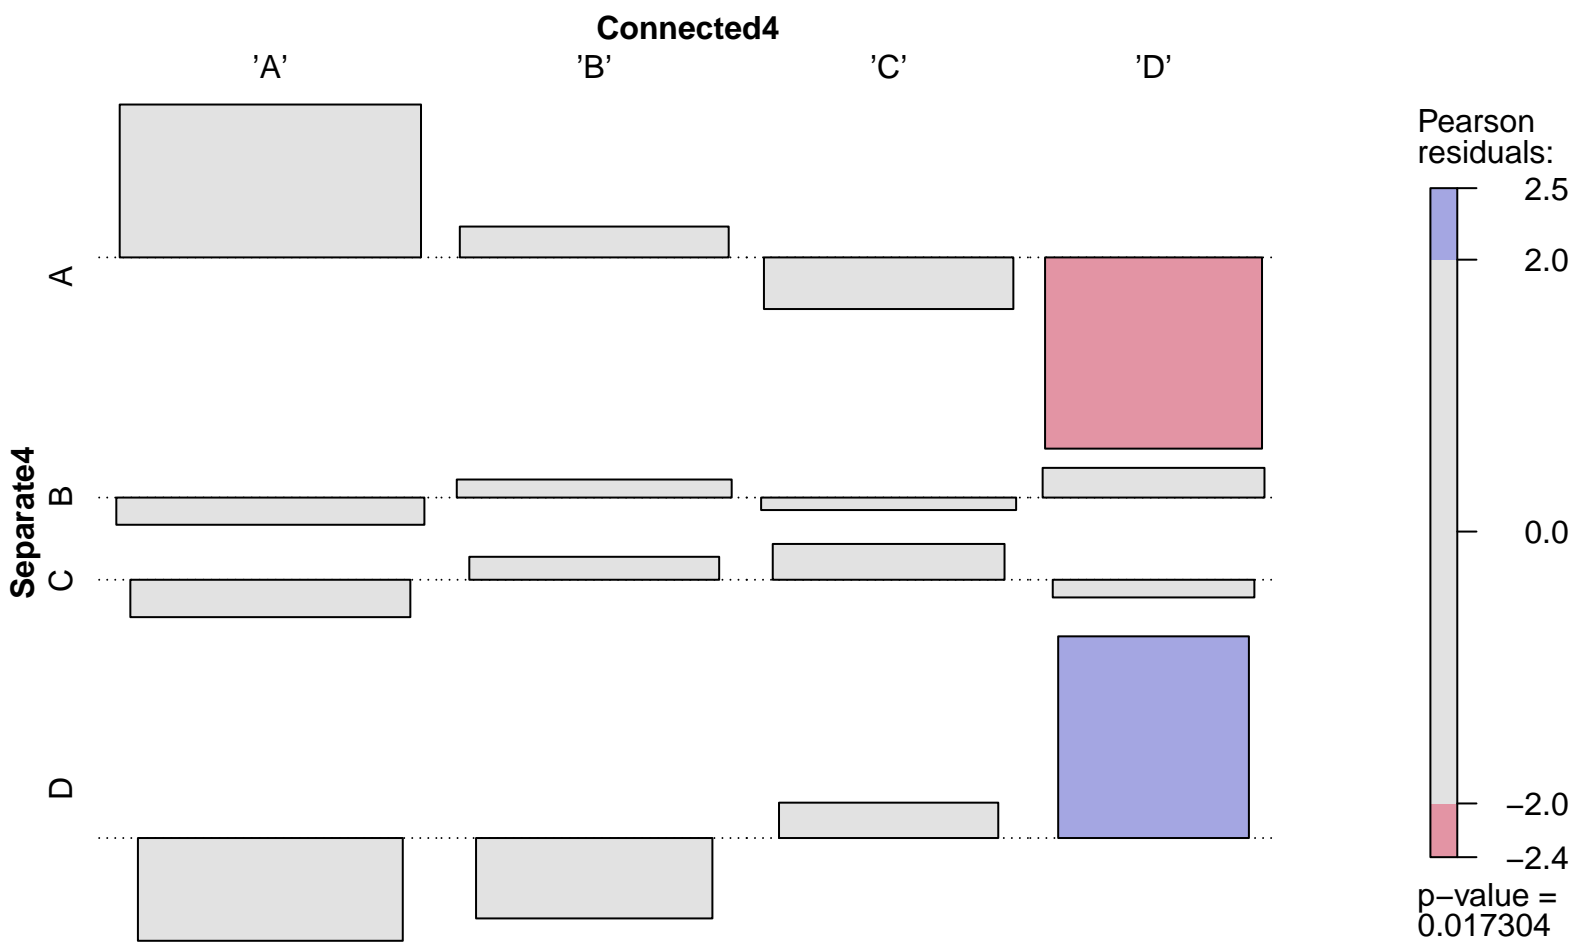 Connected4
’A’ ’B’ ’C’ ’D’
Separate4
A
B
C
D
Pearson
residuals:
2.5
2.0
0.0
−2.0
−2.4
p−value =
0.017304